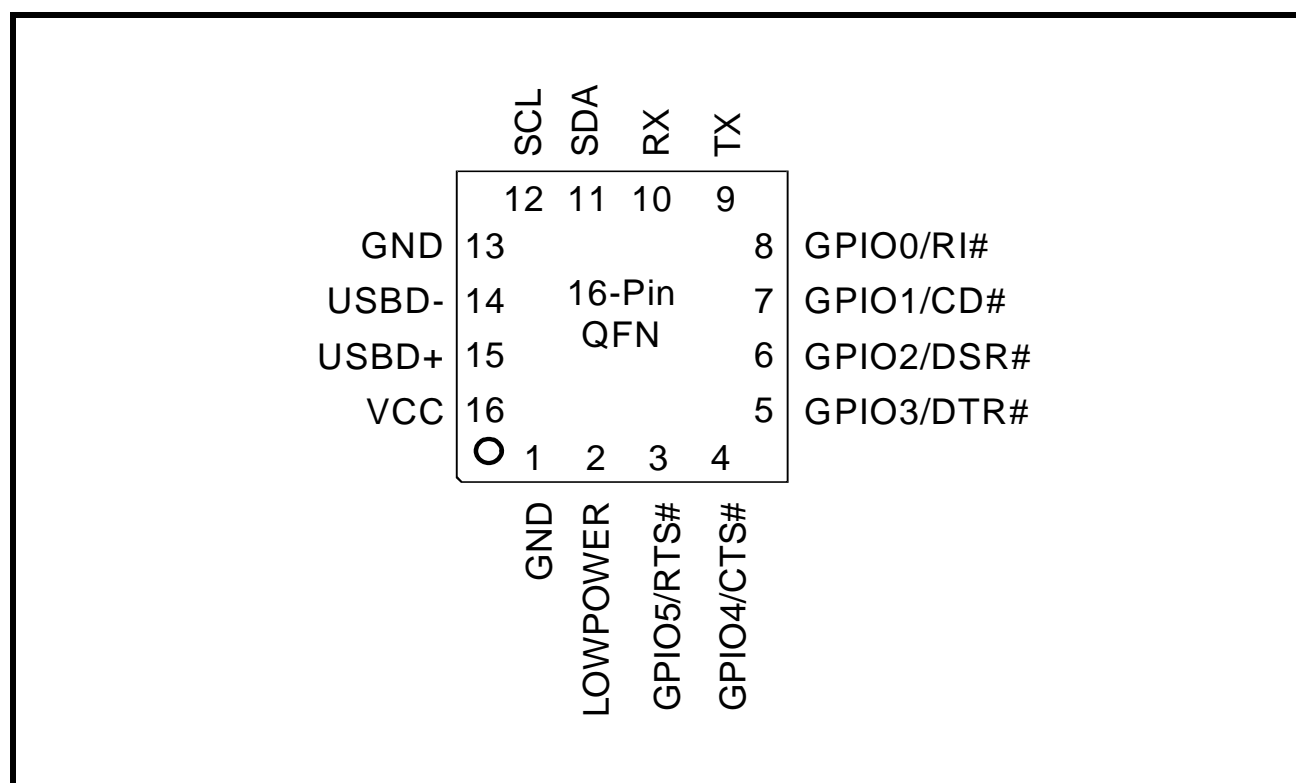 SCL SDA RX TX
12 11 10 9
GND 13 8 GPIO0/RI#
USBD- 14 16-Pin 7 GPIO1/CD#
QFN
USBD+ 15 6 GPIO2/DSR#
VCC 16 5 GPIO3/DTR#
1 2 3 4
GND LOWPOWER GPIO5/RTS# GPIO4/CTS#